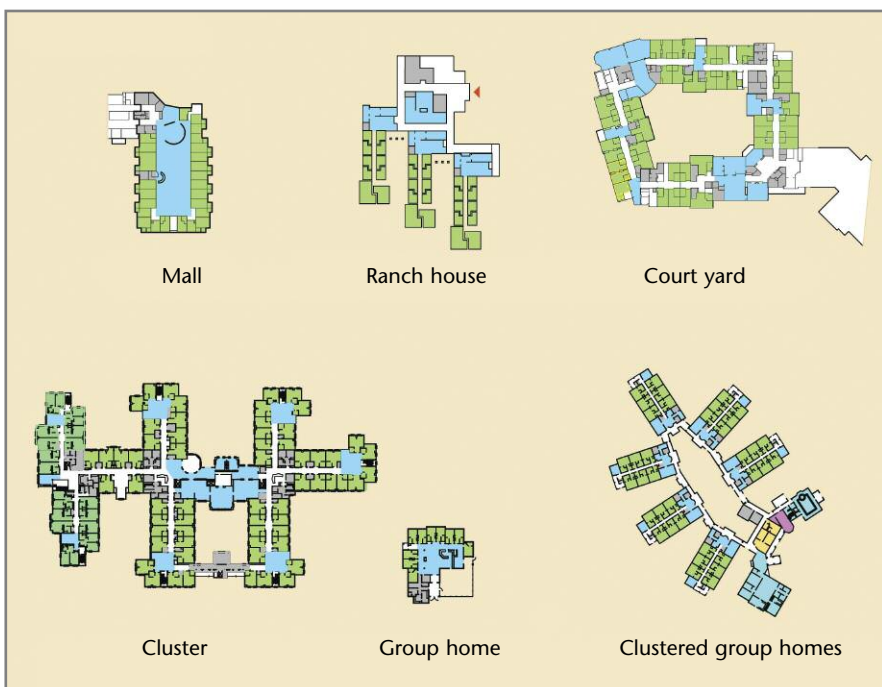 Mall
Ranch house
Court yard
Cluster
Group home
Clustered group homes